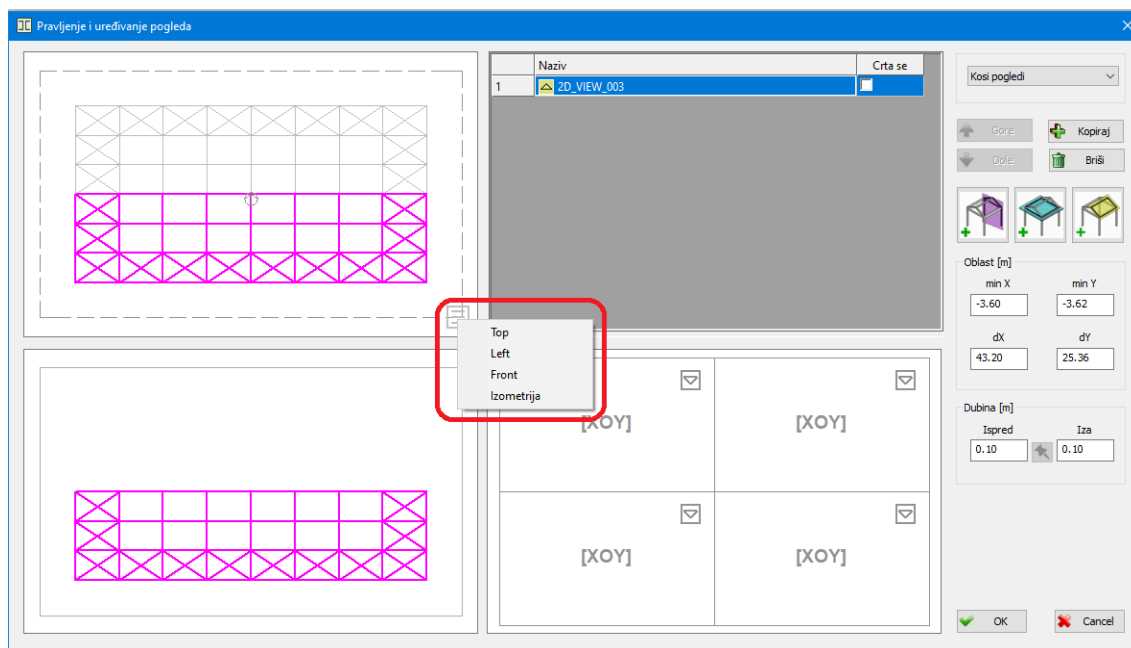 Pravljenje i uređivanje pogleda
Naziv
Crta se
1
2D_VIEW_003
Top
Left
Front
Izometrija
[XOY]
[XOY]
[XOY]
[XOY]
Kosi pogledi
Gore
Kopiraj
Dole
Briši
Oblast [m]
min X
min Y
-3.60
-3.62
dX
dY
43.20
25.36
Dubina [m]
Ispred
Iza
0.10
0.10
OK
Cancel